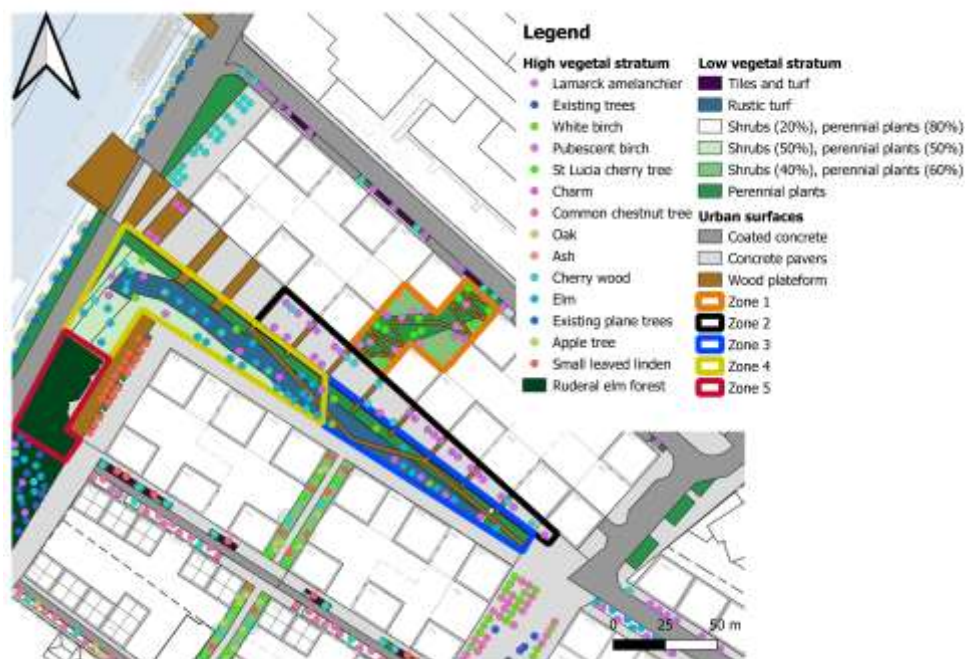 Legend
High vegetal stratum
Lamarck amelanchier
Existing trees
White birch
Pubescent birch
St Lucia cherry tree
Charm
Common chestnut tree
Oak
Ash
Cherry wood
Elm
Existing plane trees
Apple tree
Small leaved linden
Ruderal elm forest
Low vegetal stratum
Tiles and turf
Rustic turf
Shrubs (20%), perennial plants (80%)
Shrubs (50%), perennial plants (50%)
Shrubs (40%), perennial plants (60%)
Perennial plants
Urban surfaces
Coated concrete
Concrete pavers
Wood plateform
Zone 1
Zone 2
Zone 3
Zone 4
Zone 5
0 25 50 m